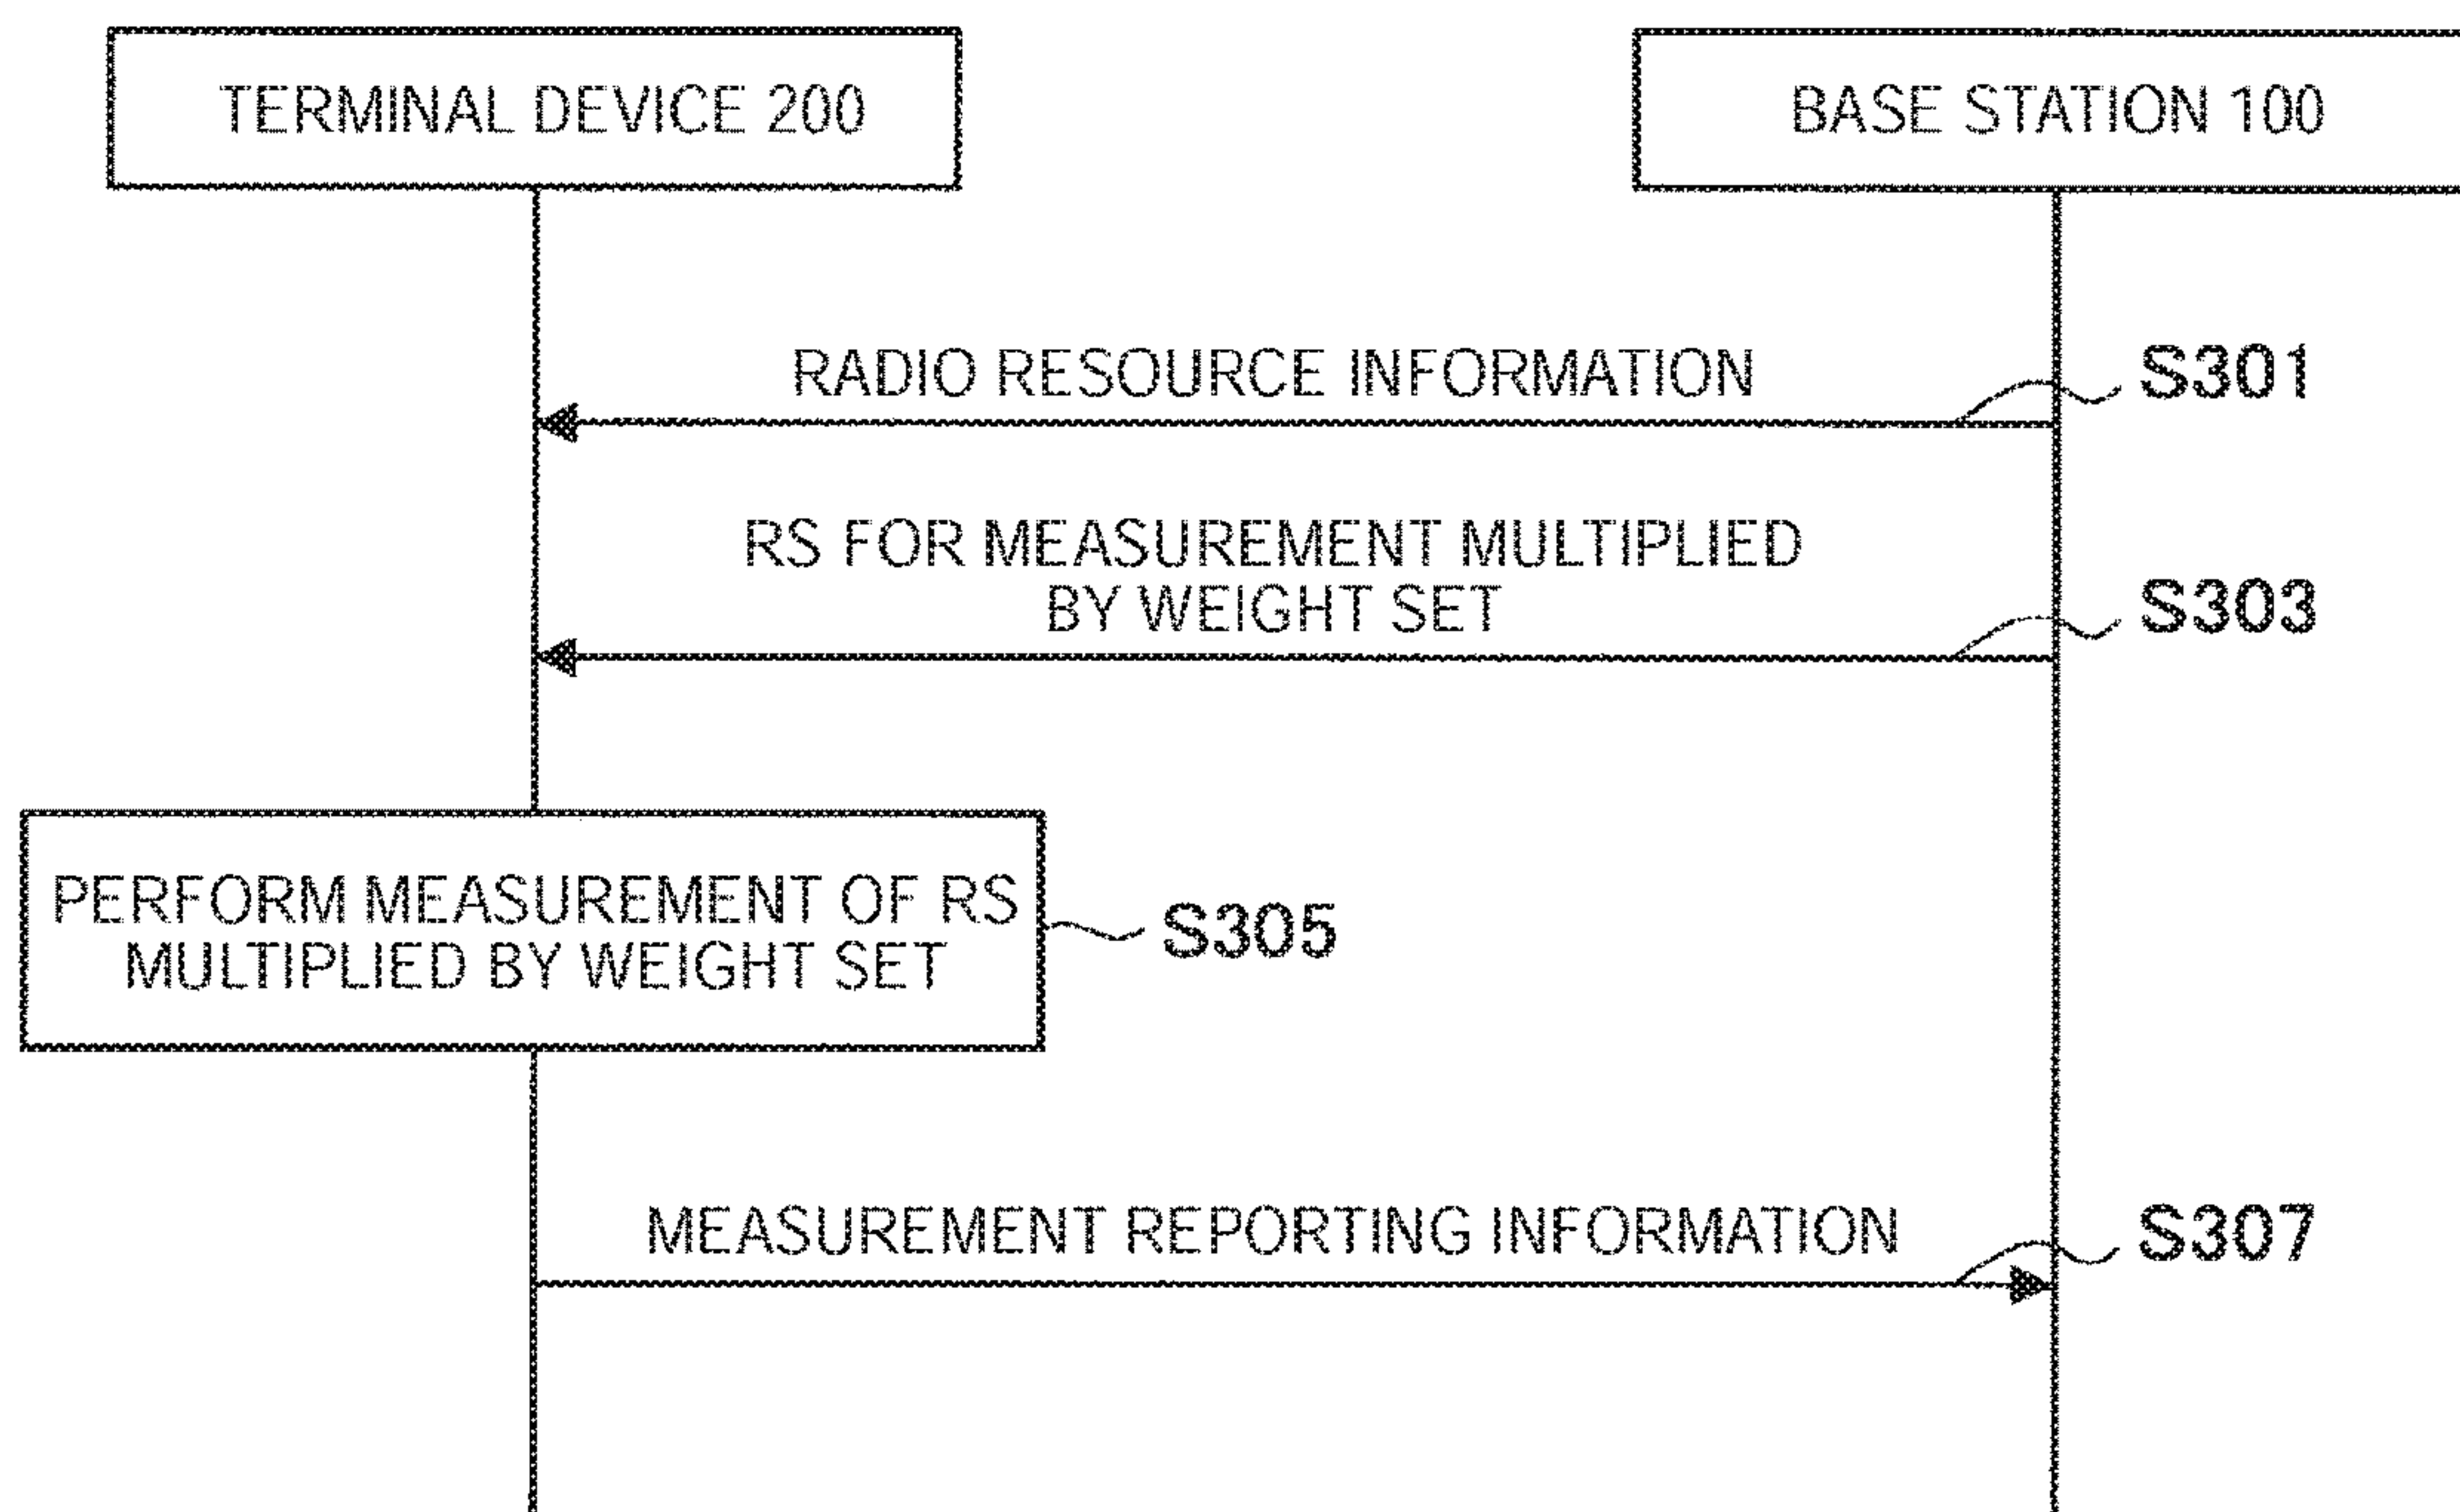 TERMINAL DEVICE 200
BASE STATION 100
RADIO RESOURCE INFORMATION
S301
RS FOR MEASUREMENT MULTIPLIED
BY WEIGHT SET
S303
PERFORM MEASUREMENT OF RS
MULTIPLIED BY WEIGHT SET
S305
MEASUREMENT REPORTING INFORMATION
S307